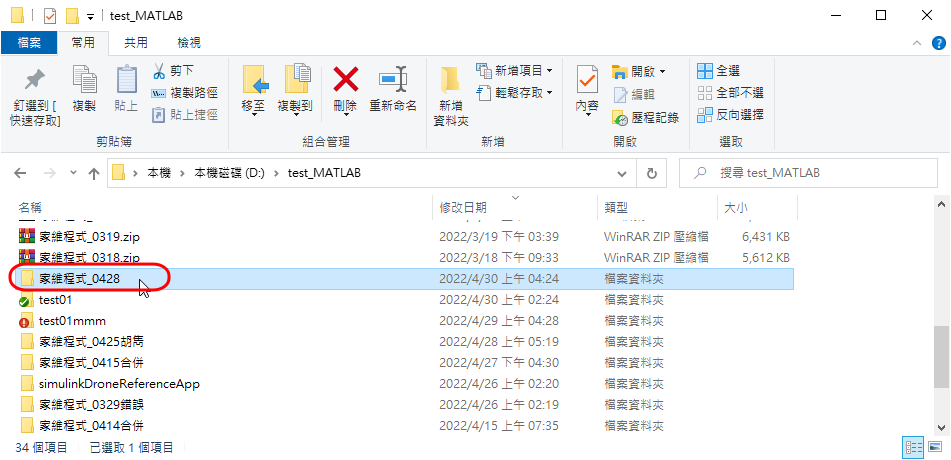 test_MATLAB
檔案 常用 共用 檢視
釘選到 [
快速存取]
複製
貼上
剪下
複製路徑
貼上捷徑
剪貼簿
移至
複製到
刪除
重新命名
組合管理
新增
資料夾
新增項目
輕鬆存取
新增
內容
開啟
編輯
歷程記錄
開啟
全選
全部不選
反向選擇
選取
本機 › 本機磁碟 (D:) › test_MATLAB
搜尋 test_MATLAB
名稱 修改日期 類型 大小
家維程式_0319.zip 2022/3/19 下午 03:39 WinRAR ZIP 壓縮檔 6,431 KB
家維程式_0318.zip 2022/3/18 下午 09:33 WinRAR ZIP 壓縮檔 5,612 KB
家維程式_0428 2022/4/30 上午 04:24 檔案資料夾
test01 2022/4/30 上午 02:24 檔案資料夾
test01mmm 2022/4/29 上午 04:28 檔案資料夾
家維程式_0425胡雋 2022/4/28 上午 05:19 檔案資料夾
家維程式_0415合併 2022/4/27 下午 04:30 檔案資料夾
simulinkDroneReferenceApp 2022/4/26 上午 02:20 檔案資料夾
家維程式_0329錯誤 2022/4/26 上午 02:19 檔案資料夾
家維程式_0414合併 2022/4/15 上午 07:35 檔案資料夾
34 個項目 已選取 1 個項目